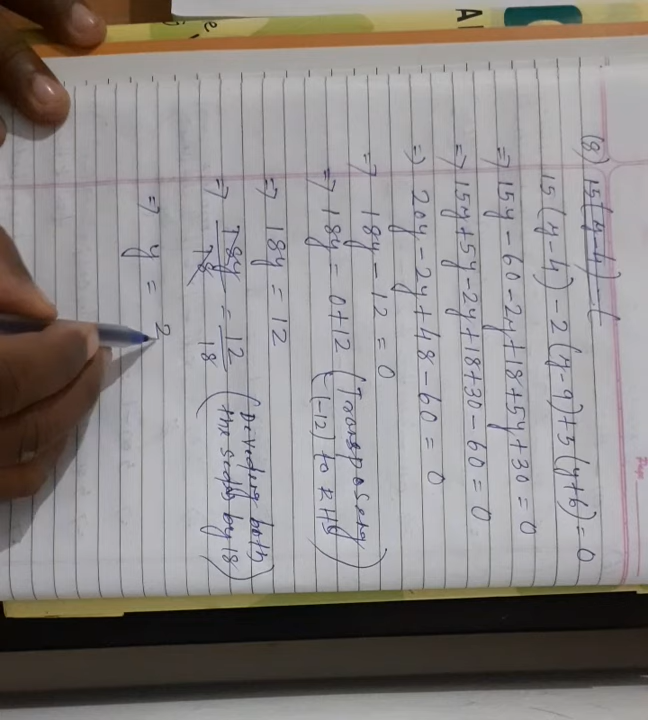 (g) 15(y-4)-(
15(y-4)-2(y-9)+5(y+6)=0
⇒ 15y-60-2y+18+5y+30=0
⇒ 15y+5y-2y+18+30-60=0
⇒ 20y-2y+48-60=0
⇒ 18y-12=0
⇒ 18y=0+12 (Transposing (-12) to RHS)
⇒ 18y=12
⇒ 18y/18 = 12/18 (Deviding both the sides by 18)
⇒ y = 2